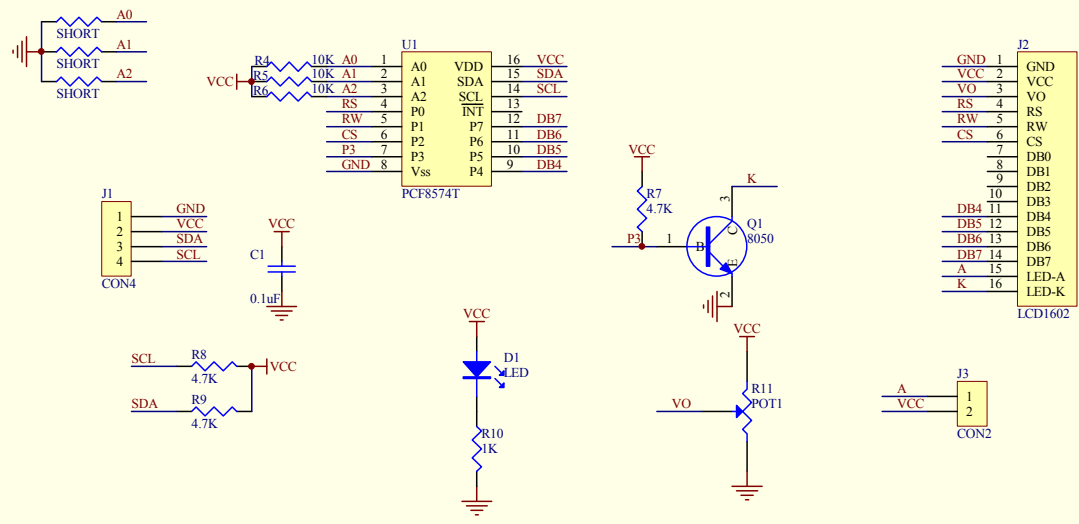 A0
SHORT
A1
SHORT
A2
SHORT
VCC
R4 10K A0
R5 10K A1
R6 10K A2
RS
RW
CS
P3
GND
U1
1 A0 VDD 16 VCC
2 A1 SDA 15 SDA
3 A2 SCL 14 SCL
4 P0 INT 13
5 P1 P7 12 DB7
6 P2 P6 11 DB6
7 P3 P5 10 DB5
8 Vss P4 9 DB4
PCF8574T
J2
GND 1 GND
VCC 2 VCC
VO 3 VO
RS 4 RS
RW 5 RW
CS 6 CS
7 DB0
8 DB1
9 DB2
10 DB3
DB4 11 DB4
DB5 12 DB5
DB6 13 DB6
DB7 14 DB7
A 15 LED-A
K 16 LED-K
LCD1602
J1
1 GND
2 VCC
3 SDA
4 SCL
CON4
VCC
C1
0.1uF
VCC
R7
4.7K
P3 1 B
K
3
C
Q1
8050
E
2
SCL R8 VCC
4.7K
SDA R9
4.7K
VCC
D1
LED
R10
1K
VCC
R11
POT1
VO
J3
A 1
VCC 2
CON2